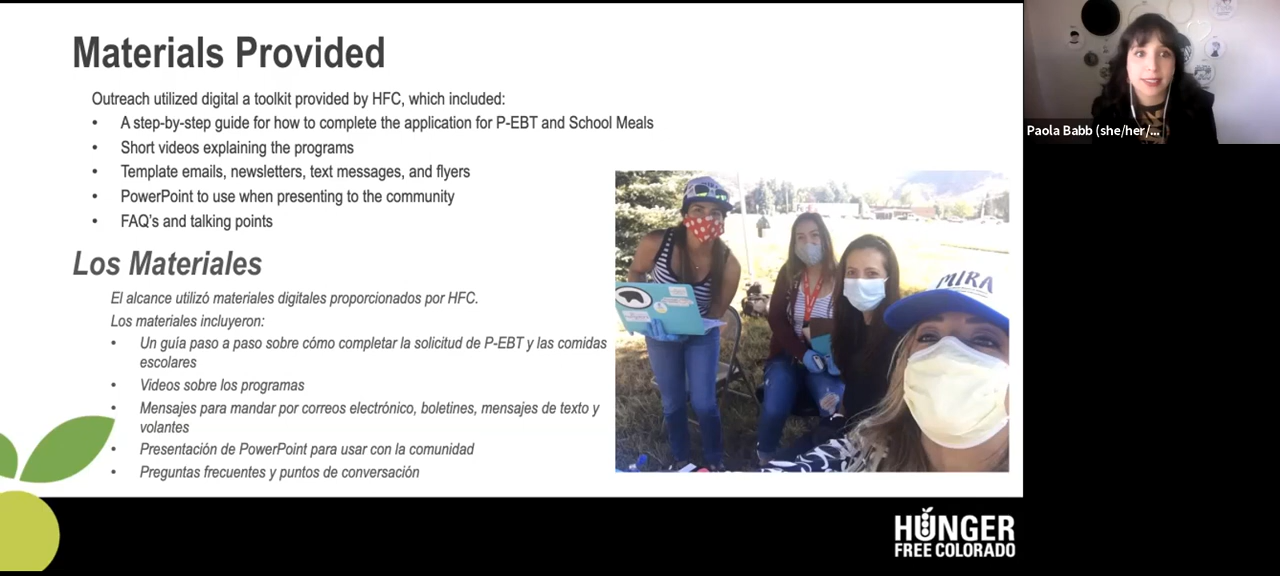 Materials Provided
Outreach utilized digital a toolkit provided by HFC, which included:
• A step-by-step guide for how to complete the application for P-EBT and School Meals
• Short videos explaining the programs
• Template emails, newsletters, text messages, and flyers
• PowerPoint to use when presenting to the community
• FAQ's and talking points
Los Materiales
El alcance utilizó materiales digitales proporcionados por HFC.
Los materiales incluyeron:
• Un guía paso a paso sobre cómo completar la solicitud de P-EBT y las comidas
escolares
• Videos sobre los programas
• Mensajes para mandar por correos electrónico, boletines, mensajes de texto y
volantes
• Presentación de PowerPoint para usar con la comunidad
• Preguntas frecuentes y puntos de conversación
MIRA
Paola Babb (she/her/...
HUNGER
FREE COLORADO